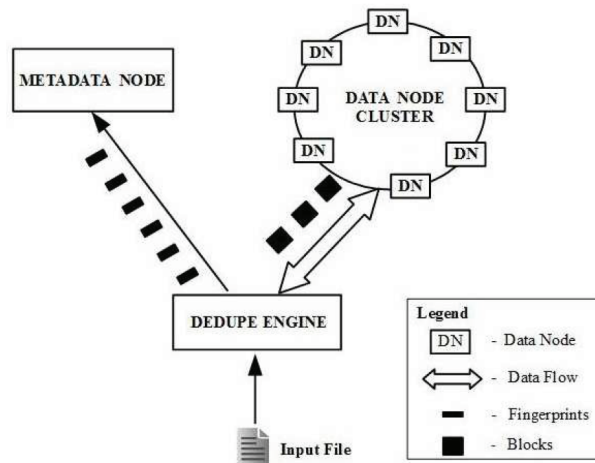 DN
DN
DN
METADATA NODE
DN
DN
DATA NODE
CLUSTER
DN
DN
DN
DN
DEDUPE ENGINE
Input File
Legend
DN - Data Node
- Data Flow
- Fingerprints
- Blocks